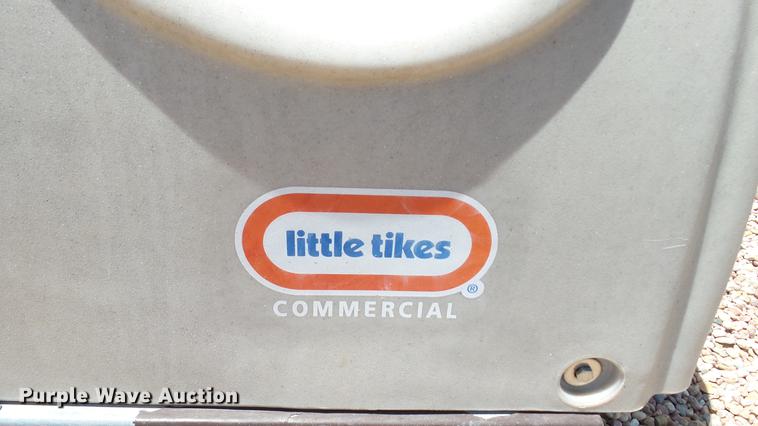 little tikes
®
COMMERCIAL
Purple Wave Auction